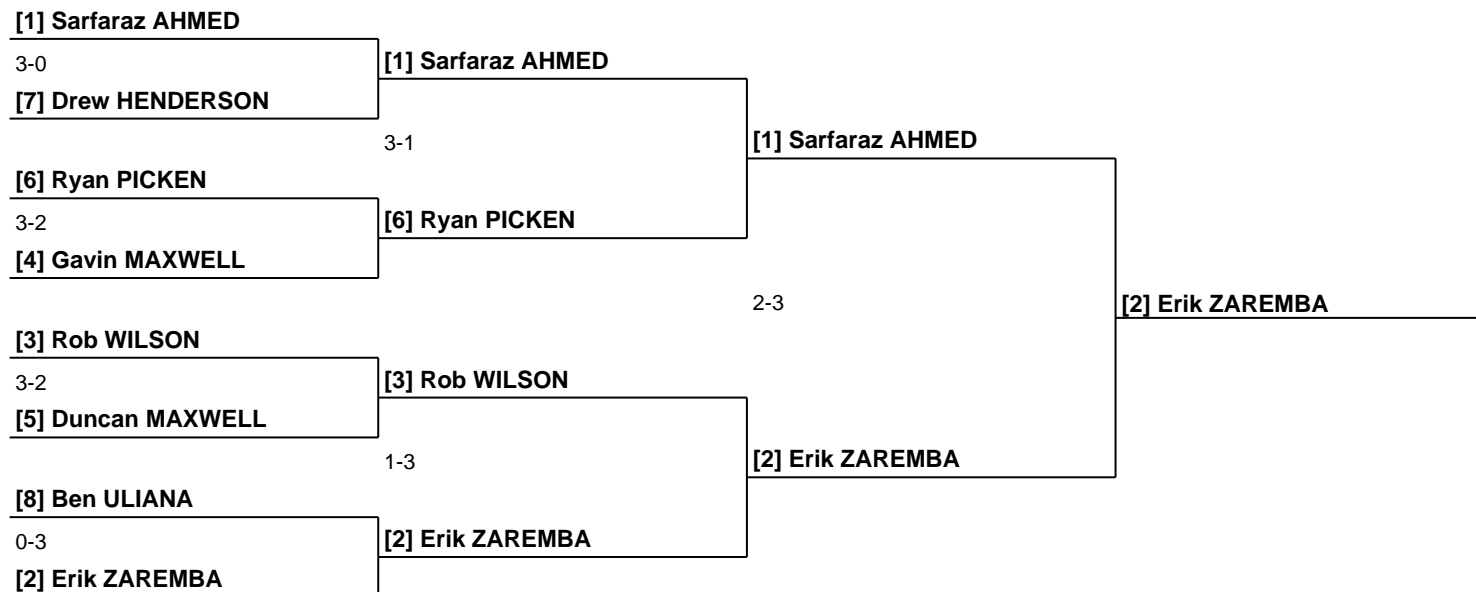 [1] Sarfaraz AHMED
3-0
[7] Drew HENDERSON
[6] Ryan PICKEN
3-2
[4] Gavin MAXWELL
[3] Rob WILSON
3-2
[5] Duncan MAXWELL
[8] Ben ULIANA
0-3
[2] Erik ZAREMBA
[1] Sarfaraz AHMED
3-1
[6] Ryan PICKEN
[3] Rob WILSON
1-3
[2] Erik ZAREMBA
[1] Sarfaraz AHMED
2-3
[2] Erik ZAREMBA
[2] Erik ZAREMBA